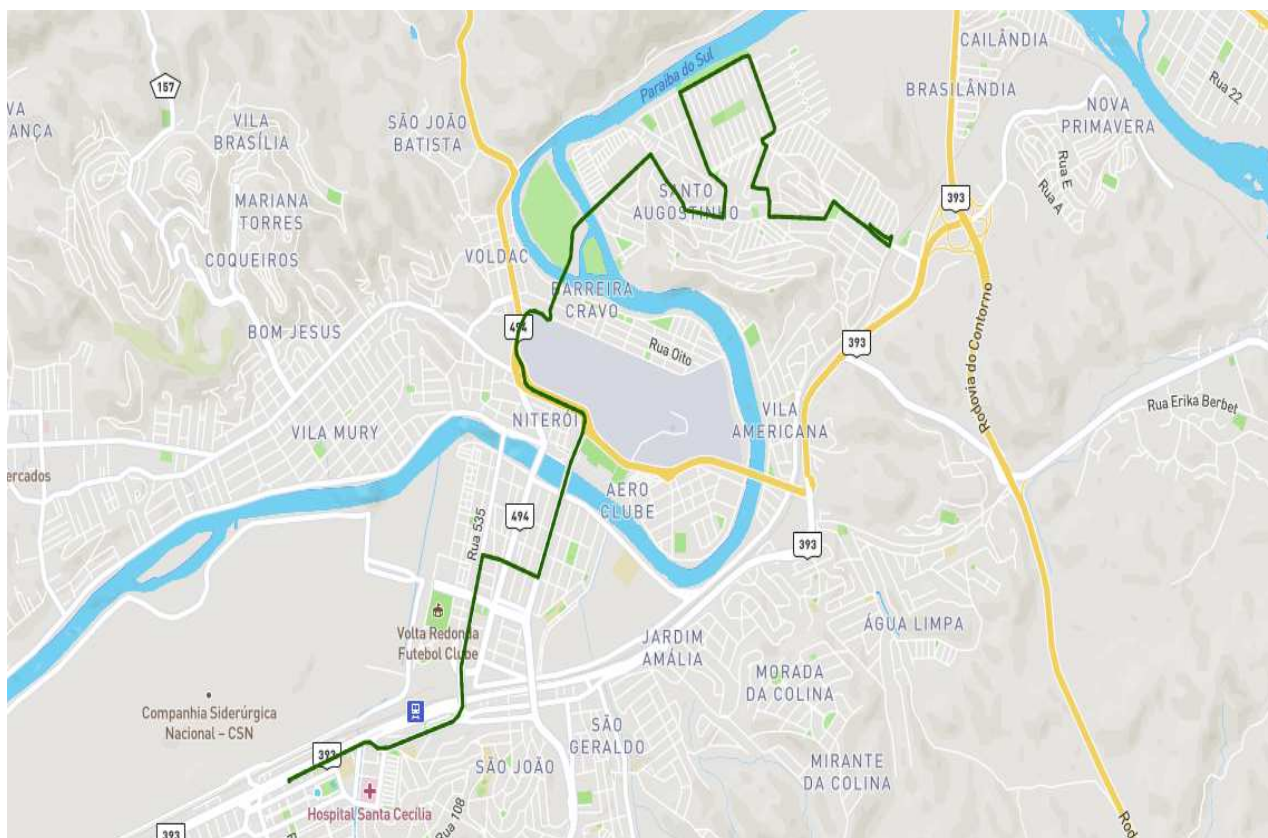 CAILÂNDIA
Paraíba do Sul
157
BRASILÂNDIA
Rua 22
VA
ANÇA
VILA
BRASÍLIA
SÃO JOÃO
BATISTA
NOVA
PRIMAVERA
Rua E
Rua A
MARIANA
TORRES
SANTO
AUGOSTINHO
393
COQUEIROS
VOLDAC
BARREIRA
CRAVO
BOM JESUS
494
Rua Oito
393
Rodovia do Contorno
Rua Erika Berbet
NITERÓI
VILA
AMERICANA
VILA MURY
ercados
AERO
CLUBE
494
Rua 535
393
Volta Redonda
Futebol Clube
JARDIM
AMÁLIA
ÁGUA LIMPA
MORADA
DA COLINA
Companhia Siderúrgica
Nacional – CSN
SÃO
GERALDO
393
SÃO JOÃO
MIRANTE
DA COLINA
Hospital Santa Cecília
Rua 108
Rod
393